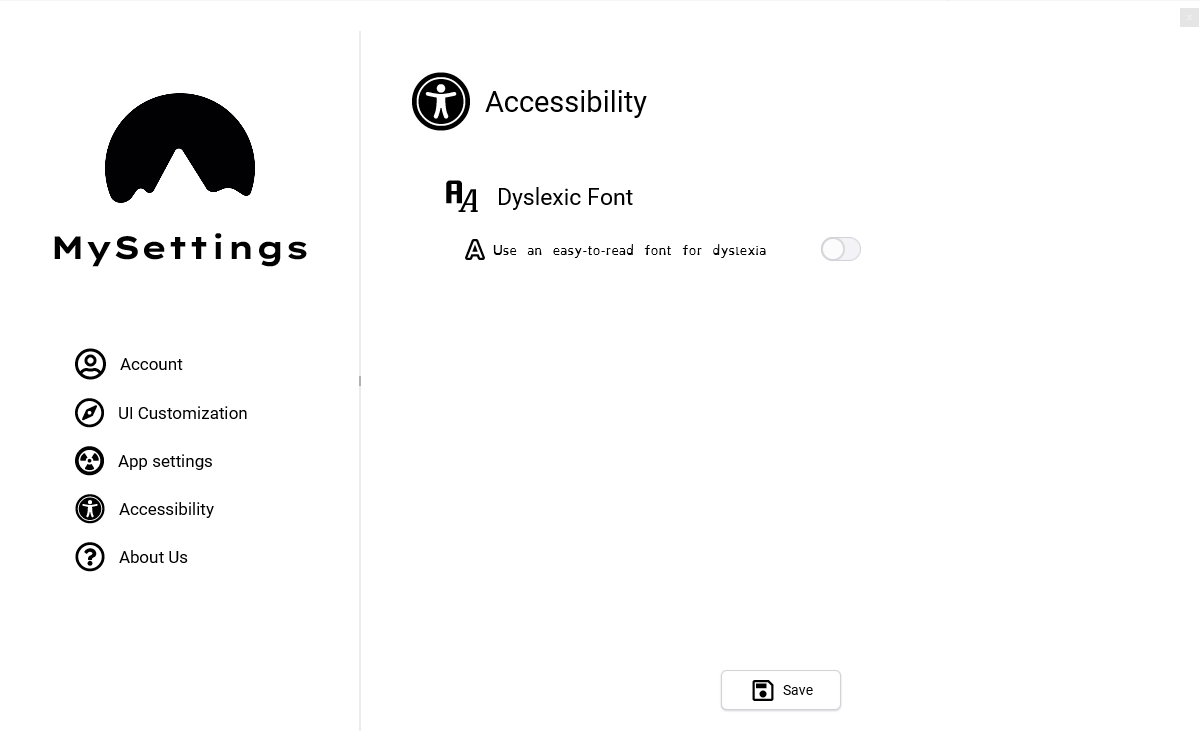 MySettings
Account
UI Customization
App settings
Accessibility
About Us
Accessibility
Dyslexic Font
Use an easy-to-read font for dyslexia
Save